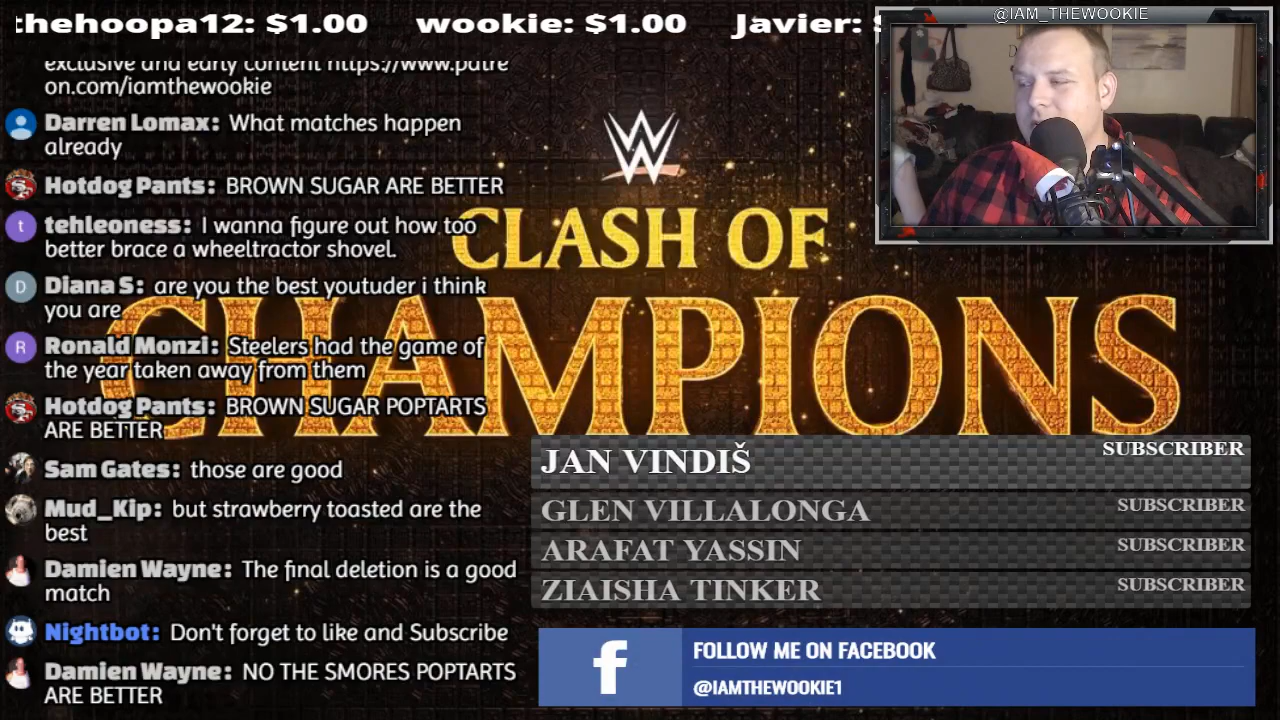 thehoopa12: $1.00 wookie: $1.00 Javier:
@IAM_THEWOOKIE
exclusive and early content https://www.patre
on.com/iamthewookie
Darren Lomax: What matches happen
already
Hotdog Pants: BROWN SUGAR ARE BETTER
t tehleoness: I wanna figure out how too
better brace a wheeltractor shovel.
D Diana S: are you the best youtuder i think
you are
R Ronald Monzi: Steelers had the game of
the year taken away from them
Hotdog Pants: BROWN SUGAR POPTARTS
ARE BETTER
Sam Gates: those are good
Mud_Kip: but strawberry toasted are the
best
Damien Wayne: The final deletion is a good
match
Nightbot: Don't forget to like and Subscribe
Damien Wayne: NO THE SMORES POPTARTS
ARE BETTER
W
CLASH OF
CHAMPIONS
JAN VINDIŠ SUBSCRIBER
GLEN VILLALONGA SUBSCRIBER
ARAFAT YASSIN SUBSCRIBER
ZIAISHA TINKER SUBSCRIBER
f FOLLOW ME ON FACEBOOK
@IAMTHEWOOKIE1